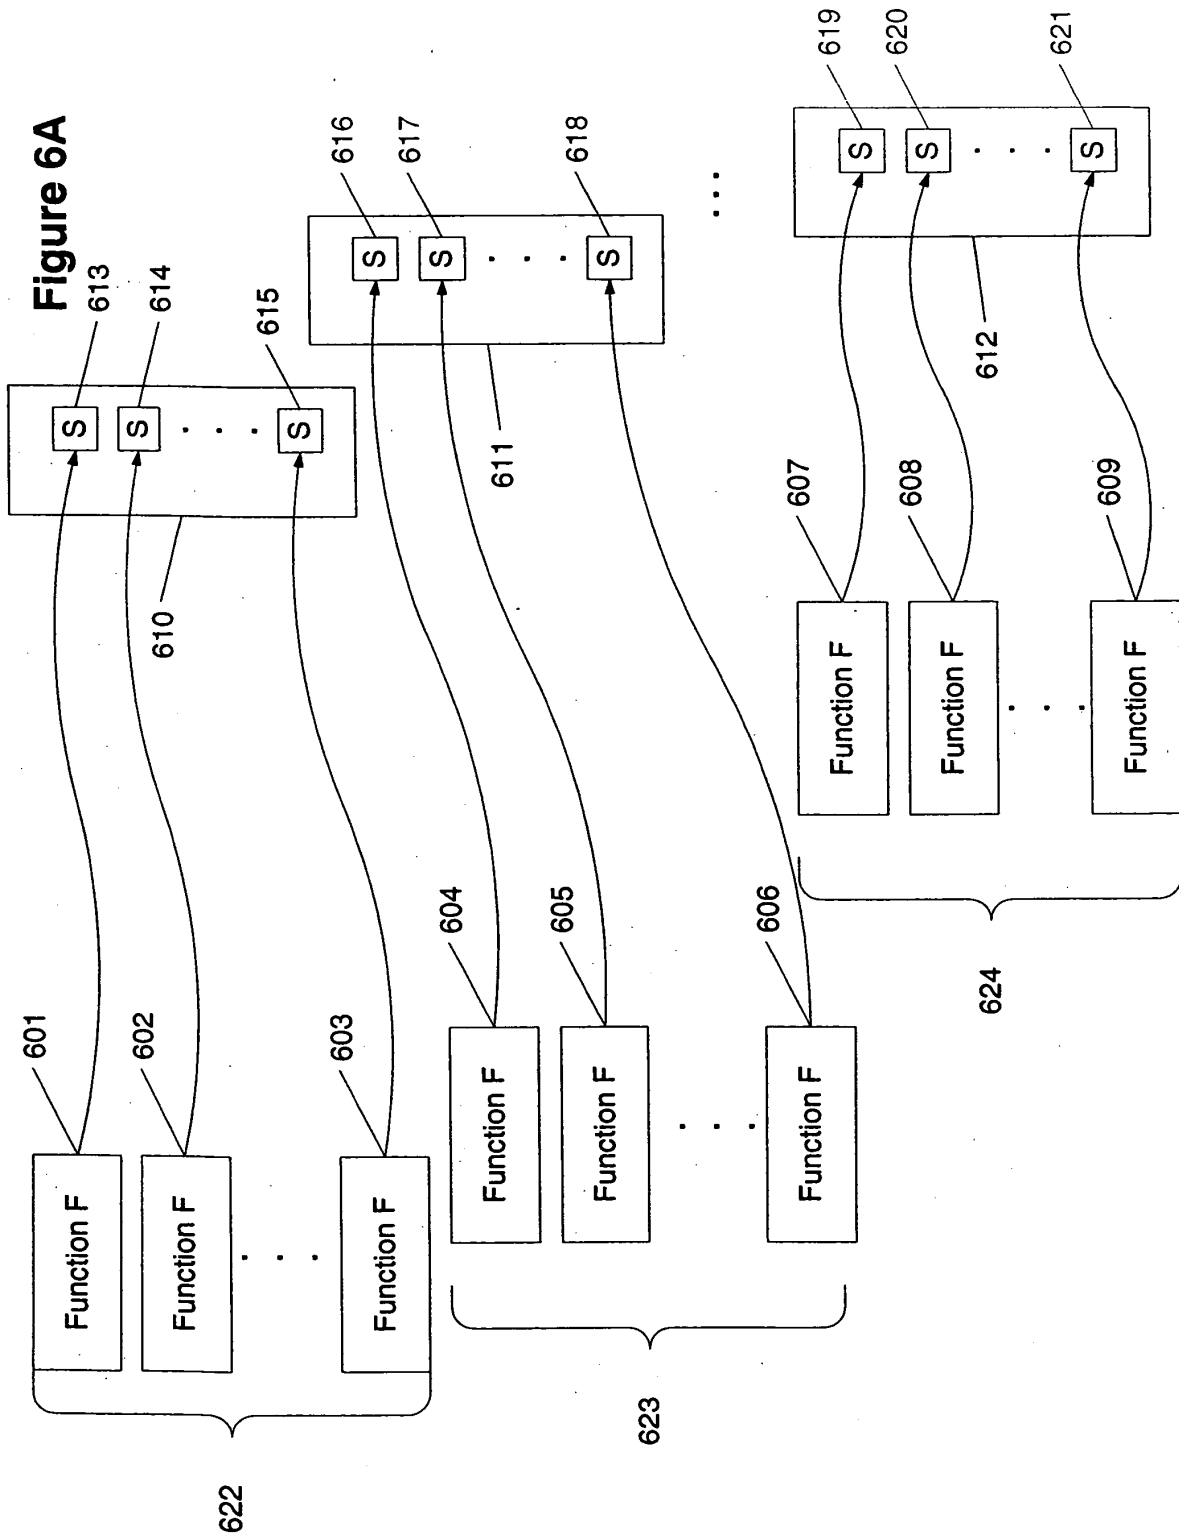 Figure 6A
601
Function F
602
Function F
603
Function F
622
610
S
613
S
614
S
615
604
Function F
605
Function F
606
Function F
623
611
S
616
S
617
S
618
607
Function F
608
Function F
609
Function F
624
612
S
619
S
620
S
621